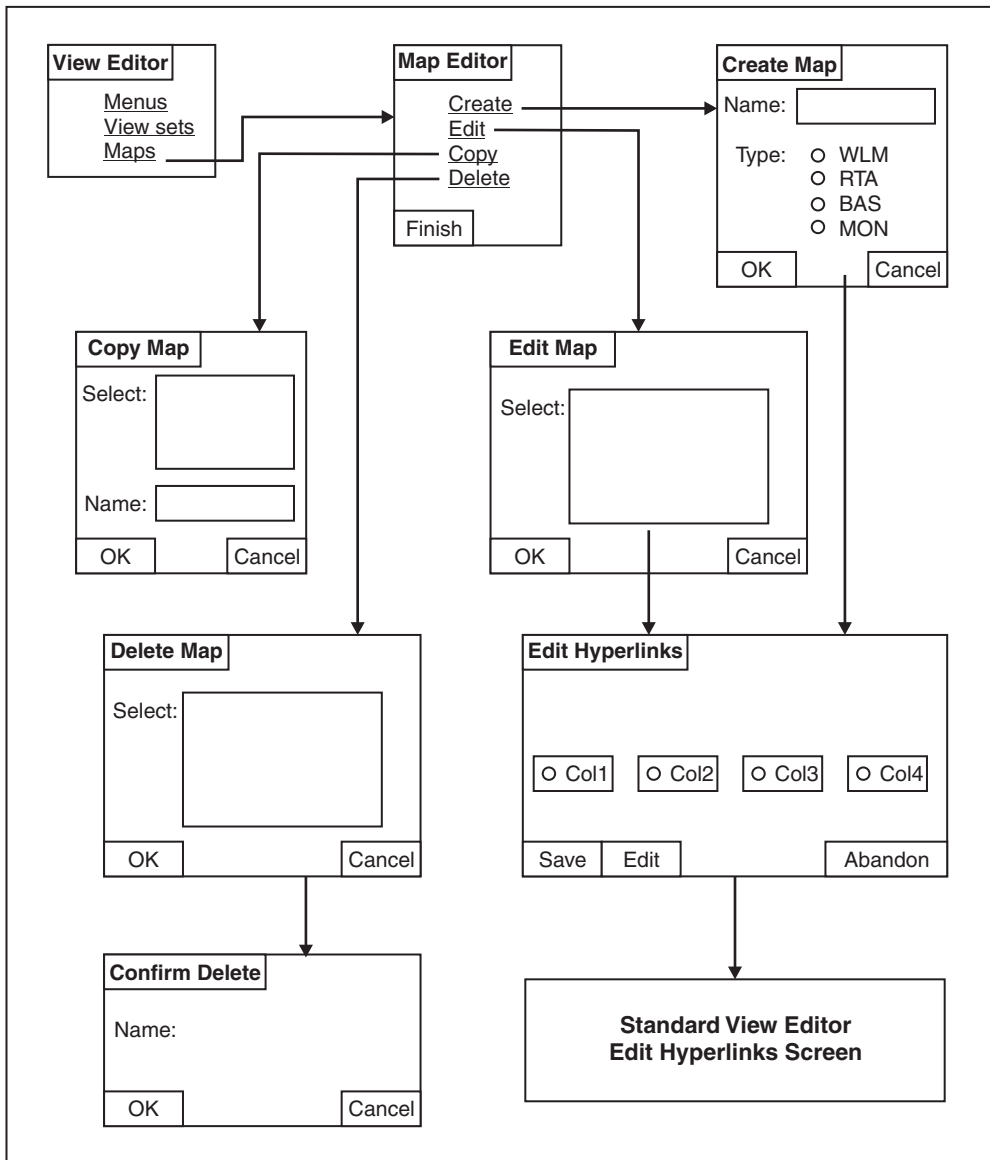 View Editor
Menus
View sets
Maps
Map Editor
Create
Edit
Copy
Delete
Finish
Create Map
Name:
Type:
WLM
RTA
BAS
MON
OK
Cancel
Copy Map
Select:
Name:
OK
Cancel
Edit Map
Select:
OK
Cancel
Delete Map
Select:
OK
Cancel
Edit Hyperlinks
Col1
Col2
Col3
Col4
Save
Edit
Abandon
Confirm Delete
Name:
OK
Cancel
Standard View Editor
Edit Hyperlinks Screen